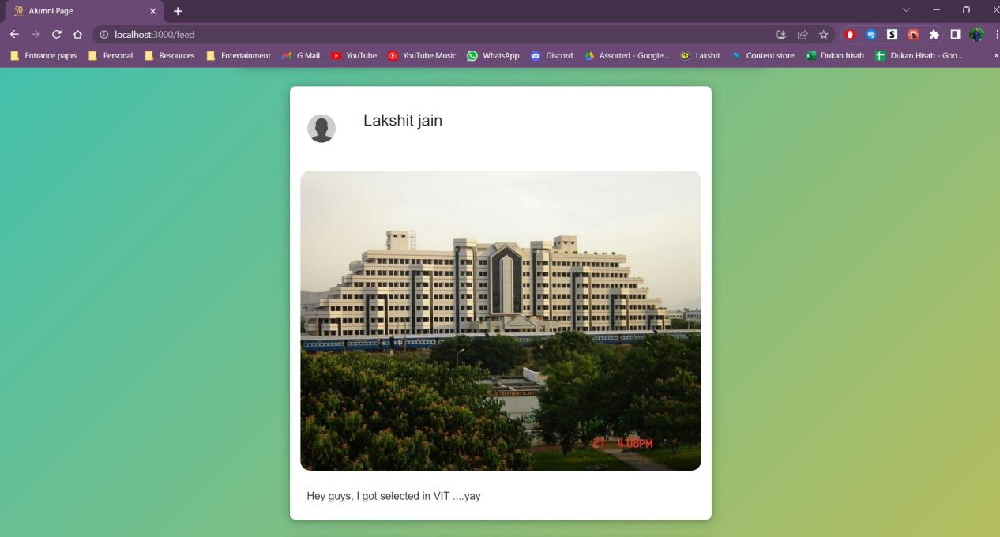 Alumni Page
localhost:3000/feed
Entrance paprs Personal Resources Entertainment G Mail YouTube YouTube Music WhatsApp Discord Assorted - Google... Lakshit Content store Dukan hisab Dukan Hisab - Goo... »
Lakshit jain
TREATMENT PLANT
21 4:08PM
Hey guys, I got selected in VIT ....yay